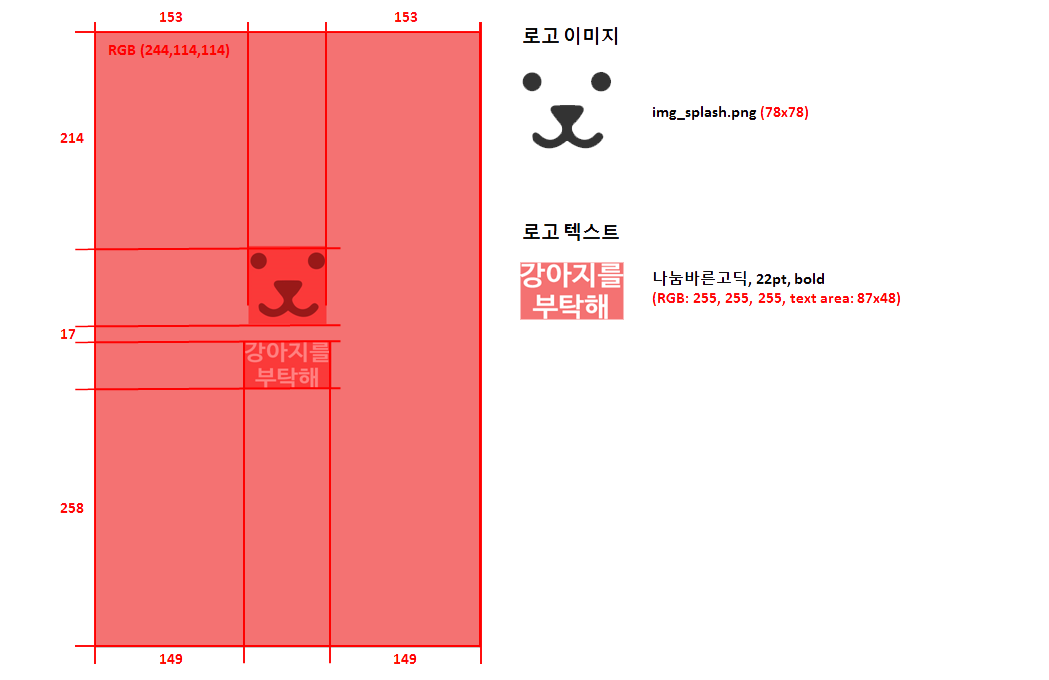 153
153
RGB (244,114,114)
214
17
258
149
149
강아지를
부탁해
로고 이미지
img_splash.png (78x78)
로고 텍스트
강아지를
부탁해
나눔바른고딕, 22pt, bold
(RGB: 255, 255, 255, text area: 87x48)